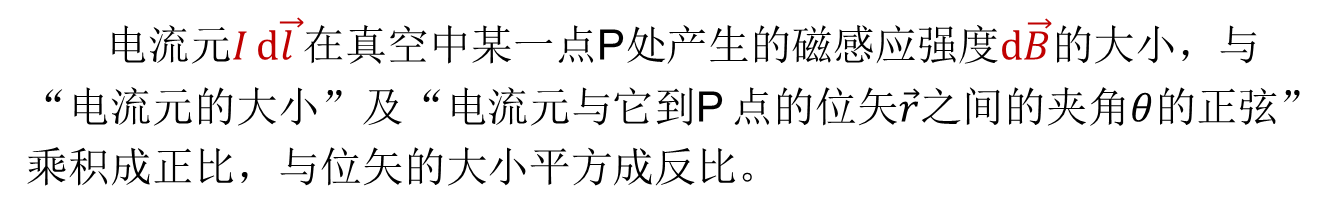 电流元I dl⃗在真空中某一点P处产生的磁感应强度dB⃗的大小，与
“电流元的大小”及“电流元与它到P 点的位矢r⃗之间的夹角θ的正弦”
乘积成正比，与位矢的大小平方成反比。